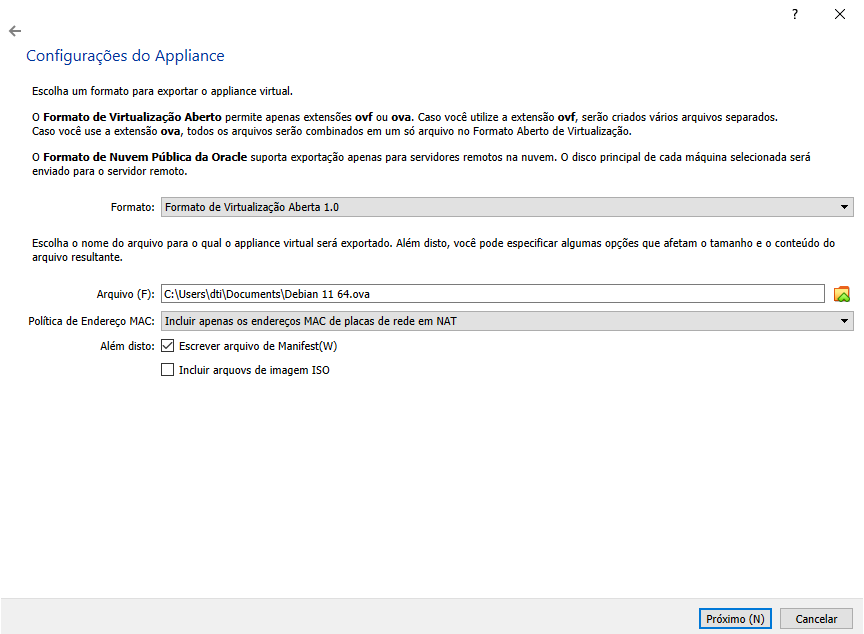 ?
Configurações do Appliance
Escolha um formato para exportar o appliance virtual.
O Formato de Virtualização Aberto permite apenas extensões ovf ou ova. Caso você utilize a extensão ovf, serão criados vários arquivos separados.
Caso você use a extensão ova, todos os arquivos serão combinados em um só arquivo no Formato Aberto de Virtualização.
O Formato de Nuvem Pública da Oracle suporta exportação apenas para servidores remotos na nuvem. O disco principal de cada máquina selecionada será
enviado para o servidor remoto.
Formato: Formato de Virtualização Aberta 1.0
Escolha o nome do arquivo para o qual o appliance virtual será exportado. Além disto, você pode especificar algumas opções que afetam o tamanho e o conteúdo do
arquivo resultante.
Arquivo (F): C:\Users\dti\Documents\Debian 11 64.ova
Política de Endereço MAC: Incluir apenas os endereços MAC de placas de rede em NAT
Além disto: Escrever arquivo de Manifest(W)
Incluir arquovs de imagem ISO
Próximo (N) Cancelar